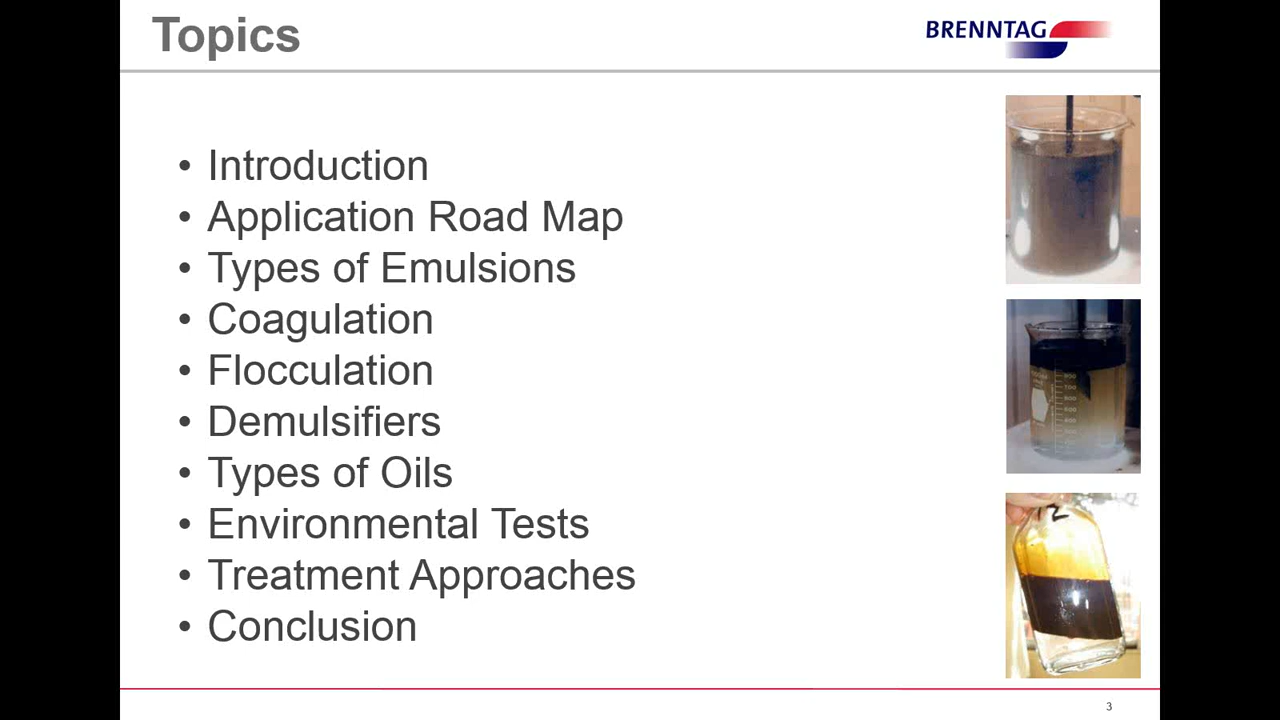 Topics
BRENNTAG
• Introduction
• Application Road Map
• Types of Emulsions
• Coagulation
• Flocculation
• Demulsifiers
• Types of Oils
• Environmental Tests
• Treatment Approaches
• Conclusion
3